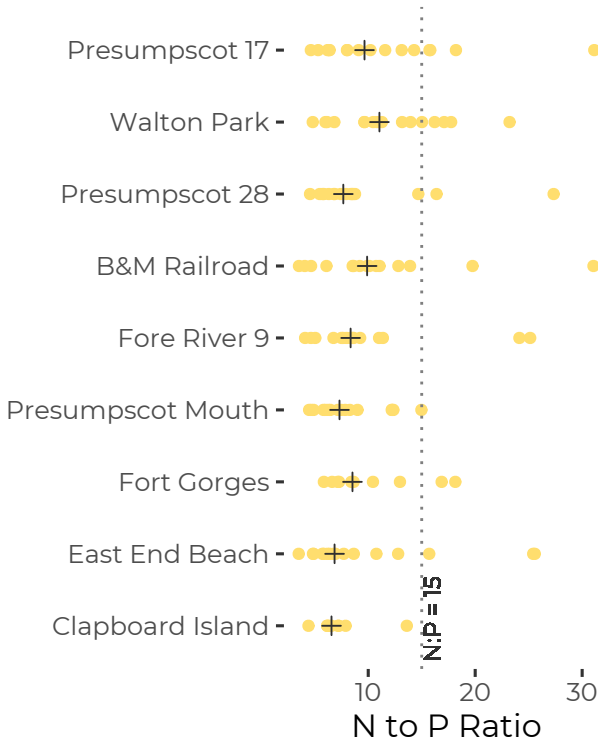 Presumpscot 17
Walton Park
Presumpscot 28
B&M Railroad
Fore River 9
Presumpscot Mouth
Fort Gorges
East End Beach
Clapboard Island
N:P = 15
10 20 30
N to P Ratio